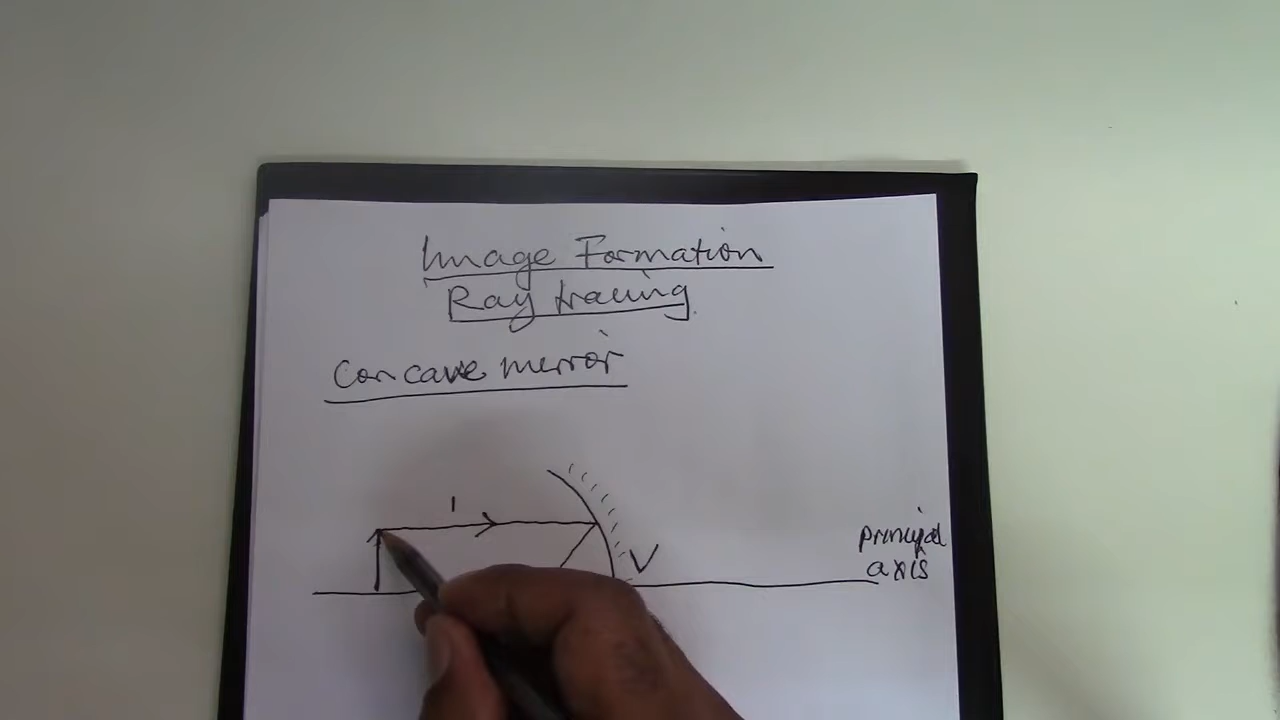 Image Formation
Ray tracing
Concave mirror
1
V
principal
axis